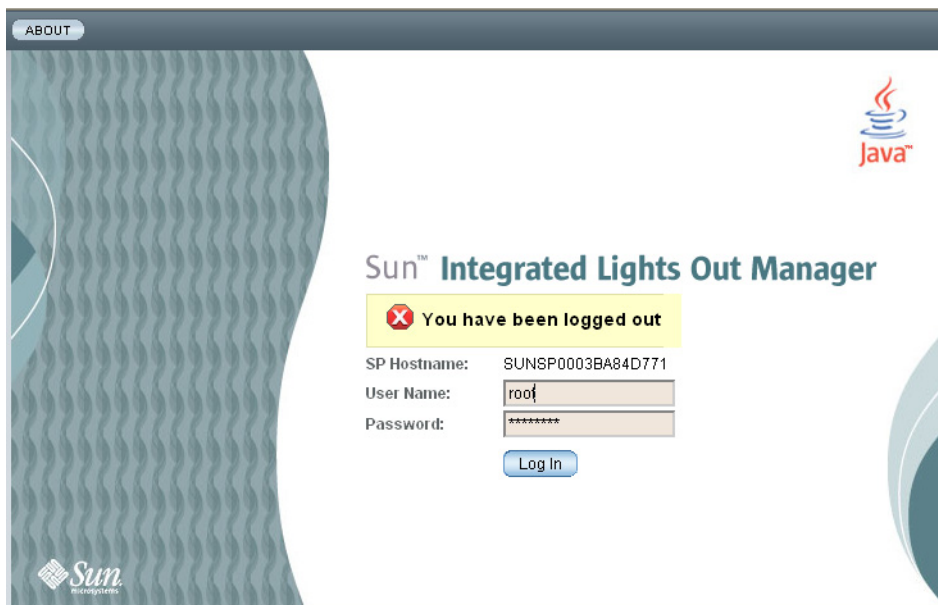 ABOUT
Java™
Sun™ Integrated Lights Out Manager
You have been logged out
SP Hostname: SUNSP0003BA84D771
User Name: root
Password: ********
Log In
Sun
microsystems